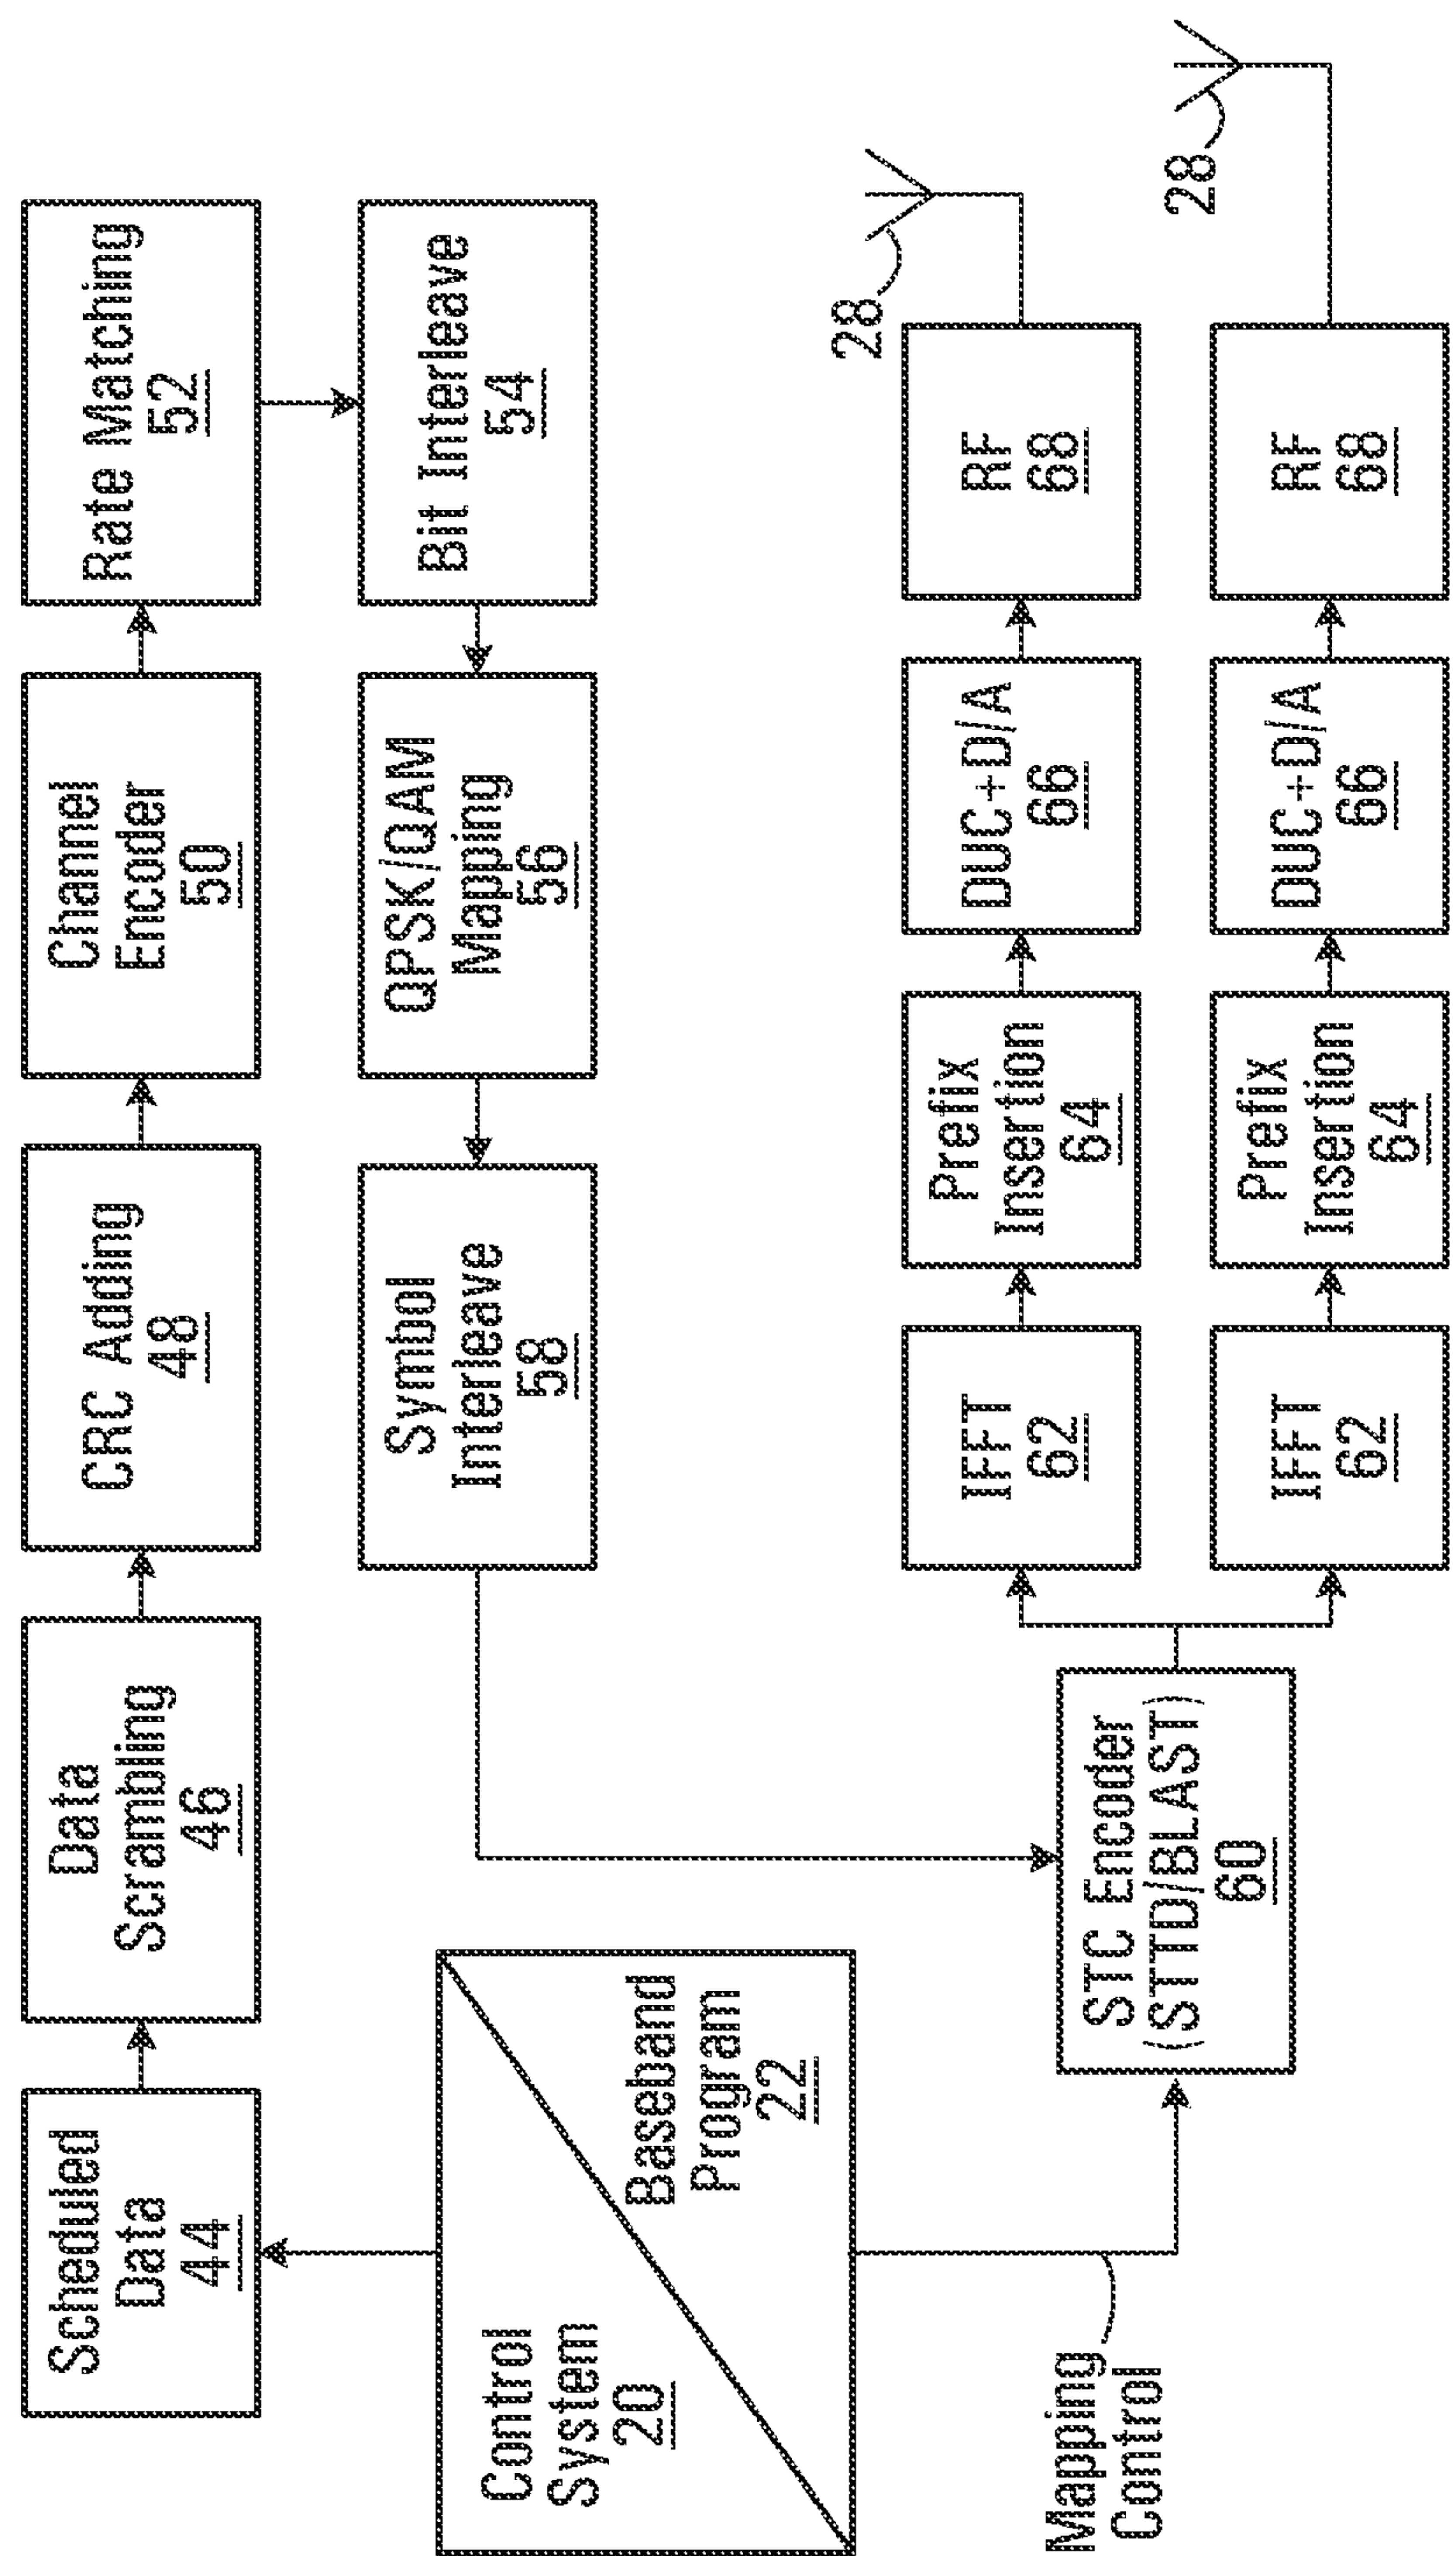 Scheduled
Data
44
Data
Scrambling
46
CRC Adding
48
Channel
Encoder
50
Rate Matching
52
Control
System
20
Baseband
Program
22
Symbol
Interleave
58
QPSK/QAM
Mapping
56
Bit Interleave
54
Mapping
Control
STC Encoder
(STTD/BLAST)
60
IFFT
62
Prefix
Insertion
64
DUC+D/A
66
RF
68
28
IFFT
62
Prefix
Insertion
64
DUC+D/A
66
RF
68
28